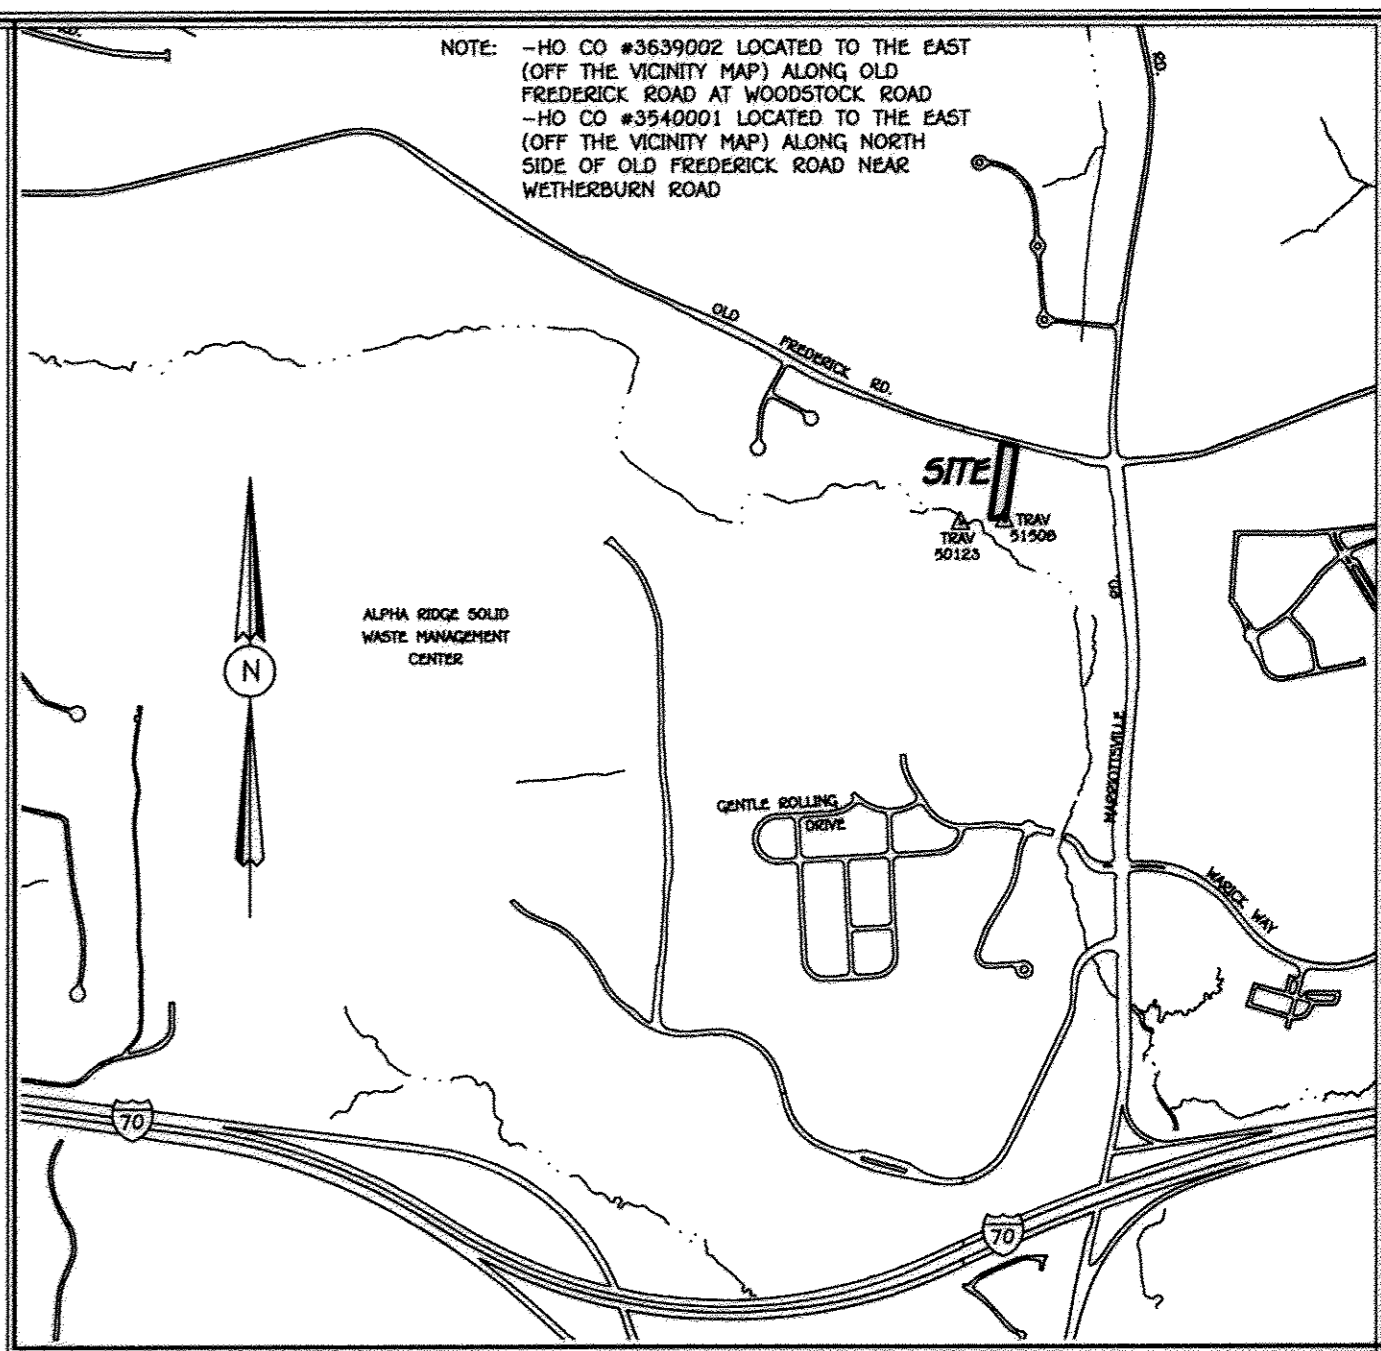 RD.
NOTE: -HO CO #3639002 LOCATED TO THE EAST
(OFF THE VICINITY MAP) ALONG OLD
FREDERICK ROAD AT WOODSTOCK ROAD
-HO CO #3540001 LOCATED TO THE EAST
(OFF THE VICINITY MAP) ALONG NORTH
SIDE OF OLD FREDERICK ROAD NEAR
WETHERBURN ROAD
RD.
OLD FREDERICK RD.
SITE
TRAV
50123
TRAV
5150B
RD.
ALPHA RIDGE SOLID
WASTE MANAGEMENT
CENTER
N
MARRIOTTSVILLE
GENTLE ROLLING
DRIVE
WARICK WAY
70
70